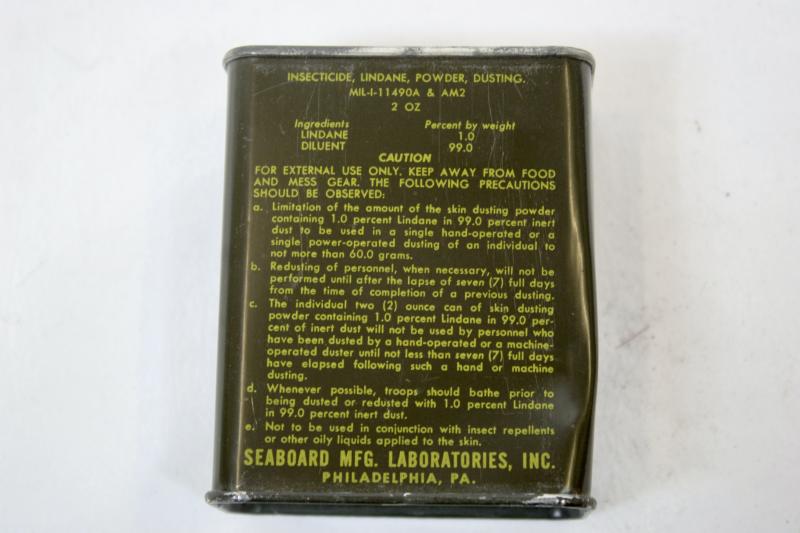 INSECTICIDE, LINDANE, POWDER, DUSTING.
MIL-I-11490A & AM2
2 OZ
Ingredients Percent by weight
LINDANE 1.0
DILUENT 99.0
CAUTION
FOR EXTERNAL USE ONLY. KEEP AWAY FROM FOOD
AND MESS GEAR. THE FOLLOWING PRECAUTIONS
SHOULD BE OBSERVED:
a. Limitation of the amount of the skin dusting powder
containing 1.0 percent Lindane in 99.0 percent inert
dust to be used in a single hand-operated or a
single power-operated dusting of an individual to
not more than 60.0 grams.
b. Redusting of personnel, when necessary, will not be
performed until after the lapse of seven (7) full days
from the time of completion of a previous dusting.
c. The individual two (2) ounce can of skin dusting
powder containing 1.0 percent Lindane in 99.0 per-
cent of inert dust will not be used by personnel who
have been dusted by a hand-operated or a machine-
operated duster until not less than seven (7) full days
have elapsed following such a hand or machine
dusting.
d. Whenever possible, troops should bathe prior to
being dusted or redusted with 1.0 percent Lindane
in 99.0 percent inert dust.
e. Not to be used in conjunction with insect repellents
or other oily liquids applied to the skin.
SEABOARD MFG. LABORATORIES, INC.
PHILADELPHIA, PA.